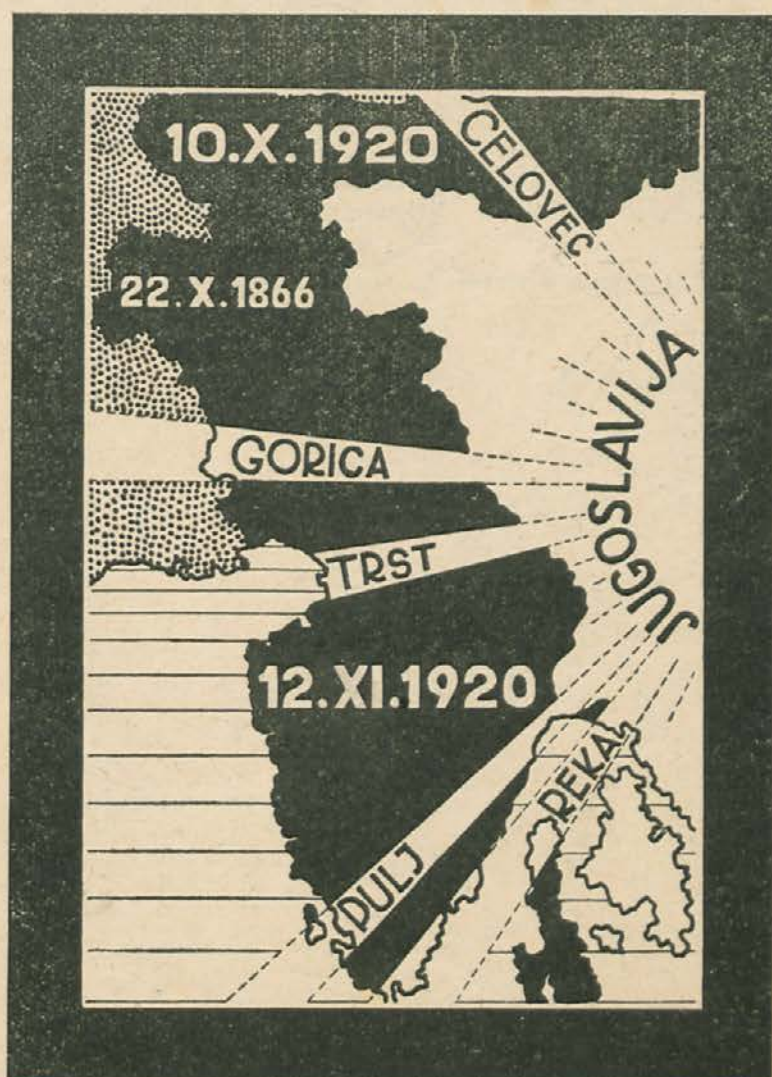 10.X.1920
CELOVEC
22.X.1866
JUGOSLAVIJA
GORICA
TRST
12.XI.1920
REKA
PULJ